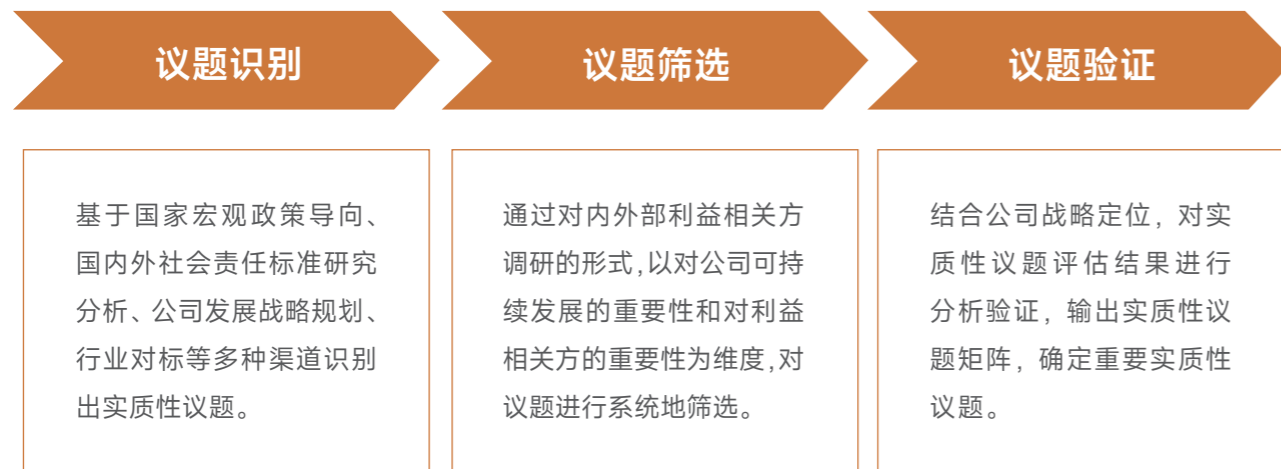 议题识别
基于国家宏观政策导向、
国内外社会责任标准研究
分析、公司发展战略规划、
行业对标等多种渠道识别
出实质性议题。
议题筛选
通过对内外部利益相关方
调研的形式,以对公司可持
续发展的重要性和对利益
相关方的重要性为维度,对
议题进行系统地筛选。
议题验证
结合公司战略定位，对实
质性议题评估结果进行
分析验证，输出实质性议
题矩阵，确定重要实质性
议题。